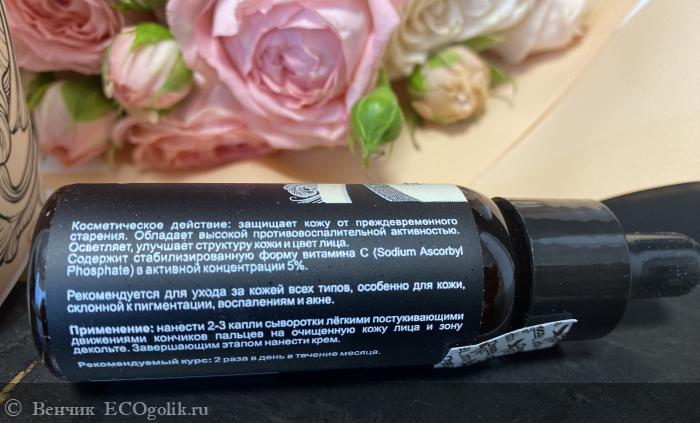 Косметическое действие: защищает кожу от преждевременного
старения. Обладает высокой противовоспалительной активностью.
Осветляет, улучшает структуру кожи и цвет лица.
Содержит стабилизированную форму витамина С (Sodium Ascorbyl
Phosphate) в активной концентрации 5%.
Рекомендуется для ухода за кожей всех типов, особенно для кожи,
склонной к пигментации, воспалениям и акне.
Применение: нанести 2-3 капли сыворотки лёгкими постукивающими
движениями кончиков пальцев на очищенную кожу лица и зону
декольте. Завершающим этапом нанести крем.
Рекомендуемый курс: 2 раза в день в течение месяца.
© Венчик ECOgolik.ru